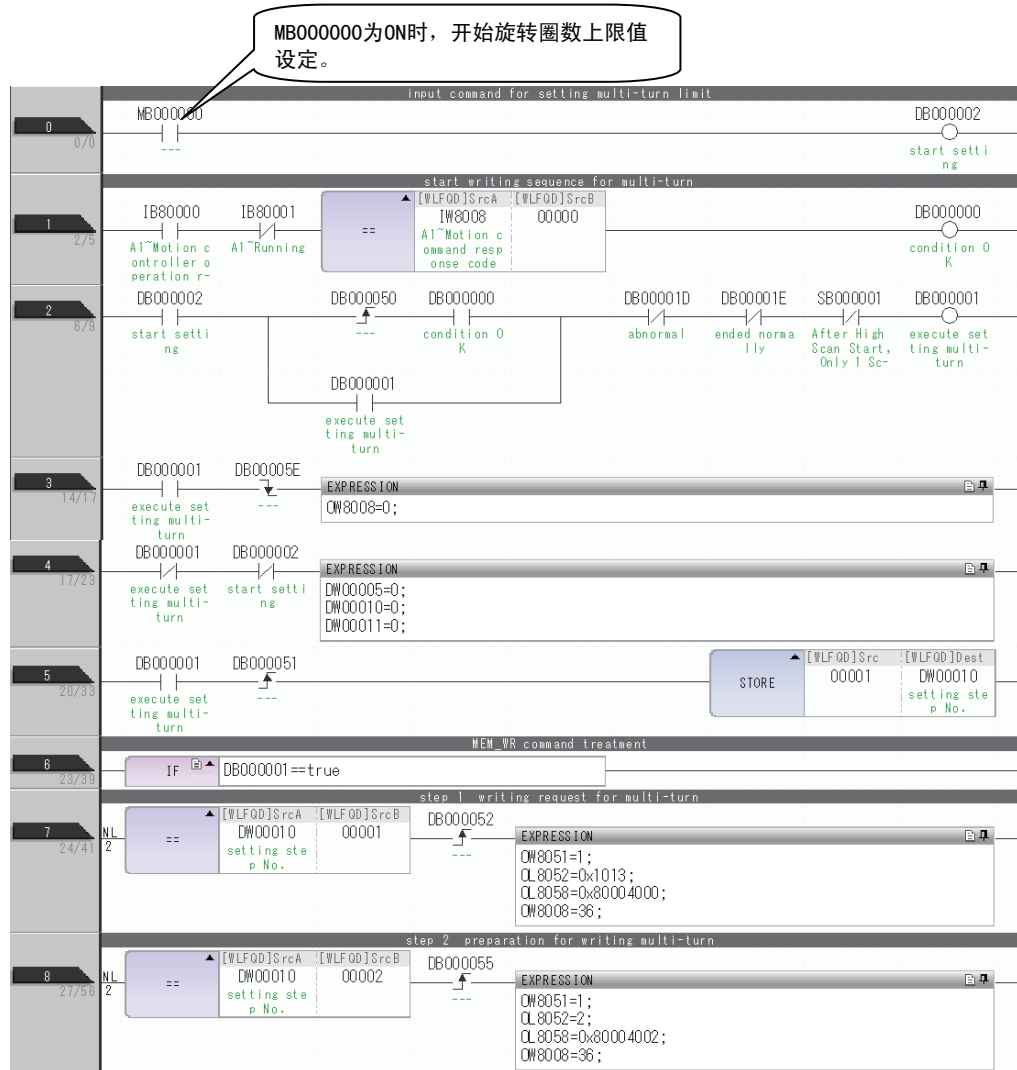 MB000000为ON时，开始旋转圈数上限值
设定。
input command for setting multi-turn limit
0
0/0
MB000000
---
DB000002
start setti
ng
start writing sequence for multi-turn
1
2/5
IB80000
A1~Motion c
ontroller o
peration r-
IB80001
A1~Running
==
[WLFQD]SrcA
IW8008
A1~Motion c
ommand resp
onse code
[WLFQD]SrcB
00000
DB000000
condition O
K
2
6/9
DB000002
start setti
ng
DB000050
---
DB000000
condition O
K
DB00001D
abnormal
DB00001E
ended norma
lly
SB000001
After High
Scan Start,
Only 1 Sc-
DB000001
execute set
ting multi-
turn
DB000001
execute set
ting multi-
turn
3
14/17
DB000001
execute set
ting multi-
turn
DB00005E
---
EXPRESSION
OW8008=0;
4
17/23
DB000001
execute set
ting multi-
turn
DB000002
start setti
ng
EXPRESSION
DW00005=0;
DW00010=0;
DW00011=0;
5
20/33
DB000001
execute set
ting multi-
turn
DB000051
---
STORE
[WLFQD]Src
00001
[WLFQD]Dest
DW00010
setting ste
p No.
MEM_WR command treatment
6
23/39
IF
DB000001==true
step 1 writing request for multi-turn
7
24/41
NL
2
==
[WLFQD]SrcA
DW00010
setting ste
p No.
[WLFQD]SrcB
00001
DB000052
---
EXPRESSION
OW8051=1;
OL8052=0x1013;
OL8058=0x80004000;
OW8008=36;
step 2 preparation for writing multi-turn
8
27/56
NL
2
==
[WLFQD]SrcA
DW00010
setting ste
p No.
[WLFQD]SrcB
00002
DB000055
---
EXPRESSION
OW8051=1;
OL8052=2;
OL8058=0x80004002;
OW8008=36;